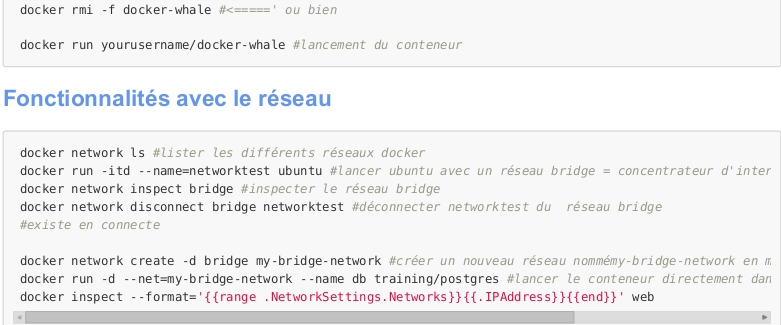 docker rmi -f docker-whale #<=====' ou bien
docker run yourusername/docker-whale #lancement du conteneur
Fonctionnalités avec le réseau
docker network ls #lister les différents réseaux docker
docker run -itd --name=networktest ubuntu #lancer ubuntu avec un réseau bridge = concentrateur d'inter
docker network inspect bridge #inspecter le réseau bridge
docker network disconnect bridge networktest #déconnecter networktest du  réseau bridge
#existe en connecte
docker network create -d bridge my-bridge-network #créer un nouveau réseau nommémy-bridge-network en m
docker run -d --net=my-bridge-network --name db training/postgres #lancer le conteneur directement dan
docker inspect --format='{{range .NetworkSettings.Networks}}{{.IPAddress}}{{end}}' web